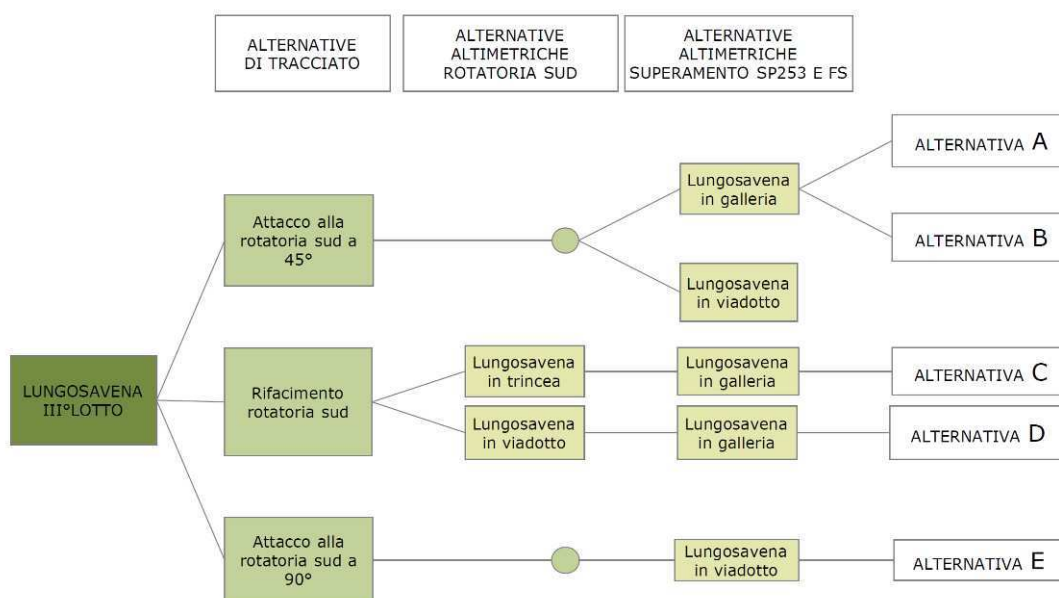 ALTERNATIVE
DI TRACCIATO
ALTERNATIVE
ALTIMETRICHE
ROTATORIA SUD
ALTERNATIVE
ALTIMETRICHE
SUPERAMENTO SP253 E FS
LUNGOSAVENA
III°LOTTO
Attacco alla
rotatoria sud a
45°
Lungosavena
in galleria
ALTERNATIVA A
ALTERNATIVA B
Lungosavena
in viadotto
Rifacimento
rotatoria sud
Lungosavena
in trincea
Lungosavena
in galleria
ALTERNATIVA C
Lungosavena
in viadotto
Lungosavena
in galleria
ALTERNATIVA D
Attacco alla
rotatoria sud a
90°
Lungosavena
in viadotto
ALTERNATIVA E